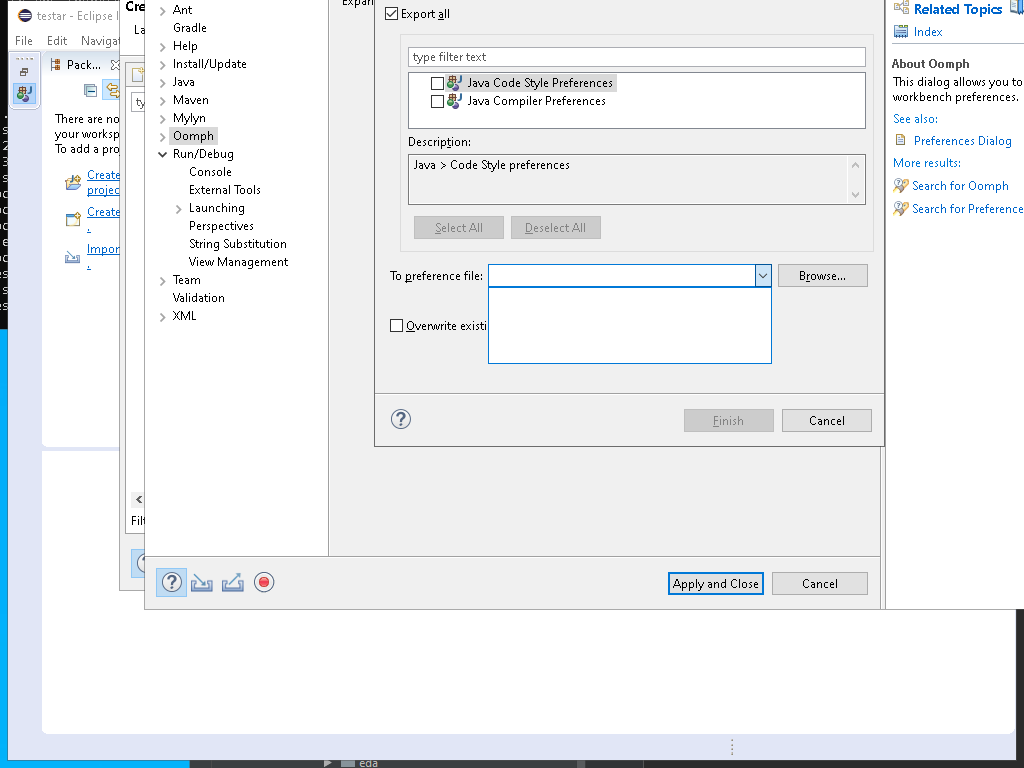 testar - Eclipse I
File
Edit
Navigat
Pack...
There are no
your worksp
To add a proj
Create
project
Create
.
Import
.
Cre
La
ty
<
Filt
Ant
Gradle
Help
Install/Update
Java
Maven
Mylyn
Oomph
Run/Debug
Console
External Tools
Launching
Perspectives
String Substitution
View Management
Team
Validation
XML
Expan
Export all
type filter text
Java Code Style Preferences
Java Compiler Preferences
Description:
Java > Code Style preferences
Select All
Deselect All
To preference file:
Browse...
Overwrite existi
?
Finish
Cancel
?
Apply and Close
Cancel
Related Topics
Index
About Oomph
This dialog allows you to
workbench preferences.
See also:
Preferences Dialog
More results:
Search for Oomph
Search for Preference
eda